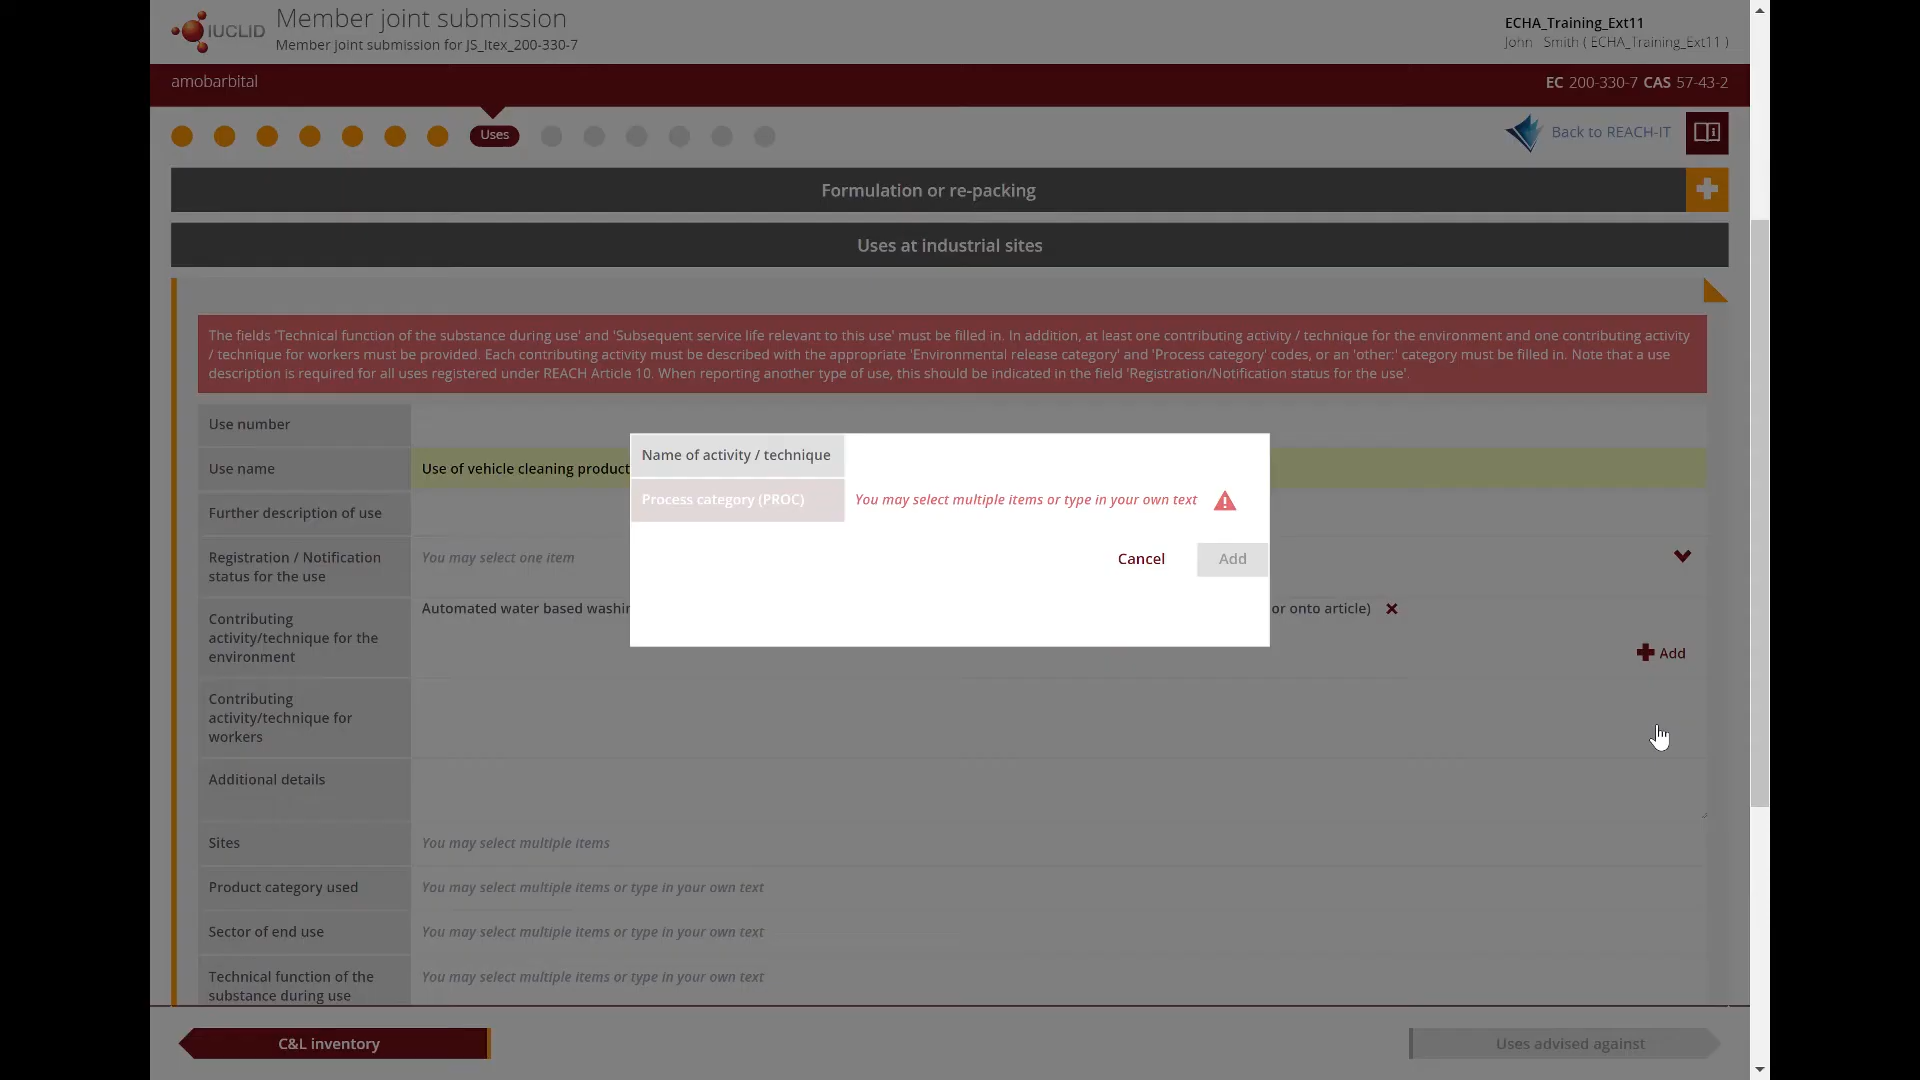 IUCLID
Member joint submission
Member joint submission for JS_Itex_200-330-7
ECHA_Training_Ext11
John Smith ( ECHA_Training_Ext11 )
amobarbital
EC 200-330-7 CAS 57-43-2
Uses
Back to REACH-IT
Formulation or re-packing
Uses at industrial sites
The fields 'Technical function of the substance during use' and 'Subsequent service life relevant to this use' must be filled in. In addition, at least one contributing activity / technique for the environment and one contributing activity
/ technique for workers must be provided. Each contributing activity must be described with the appropriate 'Environmental release category' and 'Process category' codes, or an 'other:' category must be filled in. Note that a use
description is required for all uses registered under REACH Article 10. When reporting another type of use, this should be indicated in the field 'Registration/Notification status for the use'.
Use number
Name of activity / technique
Use name
Use of vehicle cleaning product
Process category (PROC)
You may select multiple items or type in your own text
Further description of use
Cancel
Add
Registration / Notification
status for the use
You may select one item
Automated water based washin
or onto article)
Contributing
activity/technique for the
environment
Add
Contributing
activity/technique for
workers
Additional details
Sites
You may select multiple items
Product category used
You may select multiple items or type in your own text
Sector of end use
You may select multiple items or type in your own text
Technical function of the
substance during use
You may select multiple items or type in your own text
C&L inventory
Uses advised against